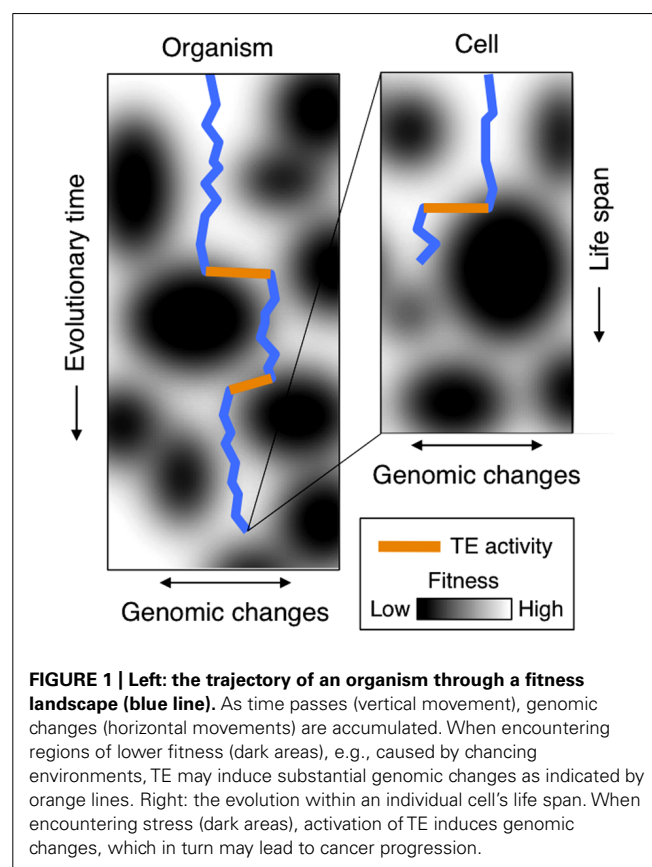 Organism
Cell
Evolutionary time
Life span
Genomic changes
Genomic changes
TE activity
Fitness
Low High
FIGURE 1 | Left: the trajectory of an organism through a fitness
landscape (blue line). As time passes (vertical movement), genomic
changes (horizontal movements) are accumulated. When encountering
regions of lower fitness (dark areas), e.g., caused by chancing
environments, TE may induce substantial genomic changes as indicated by
orange lines. Right: the evolution within an individual cell's life span. When
encountering stress (dark areas), activation of TE induces genomic
changes, which in turn may lead to cancer progression.